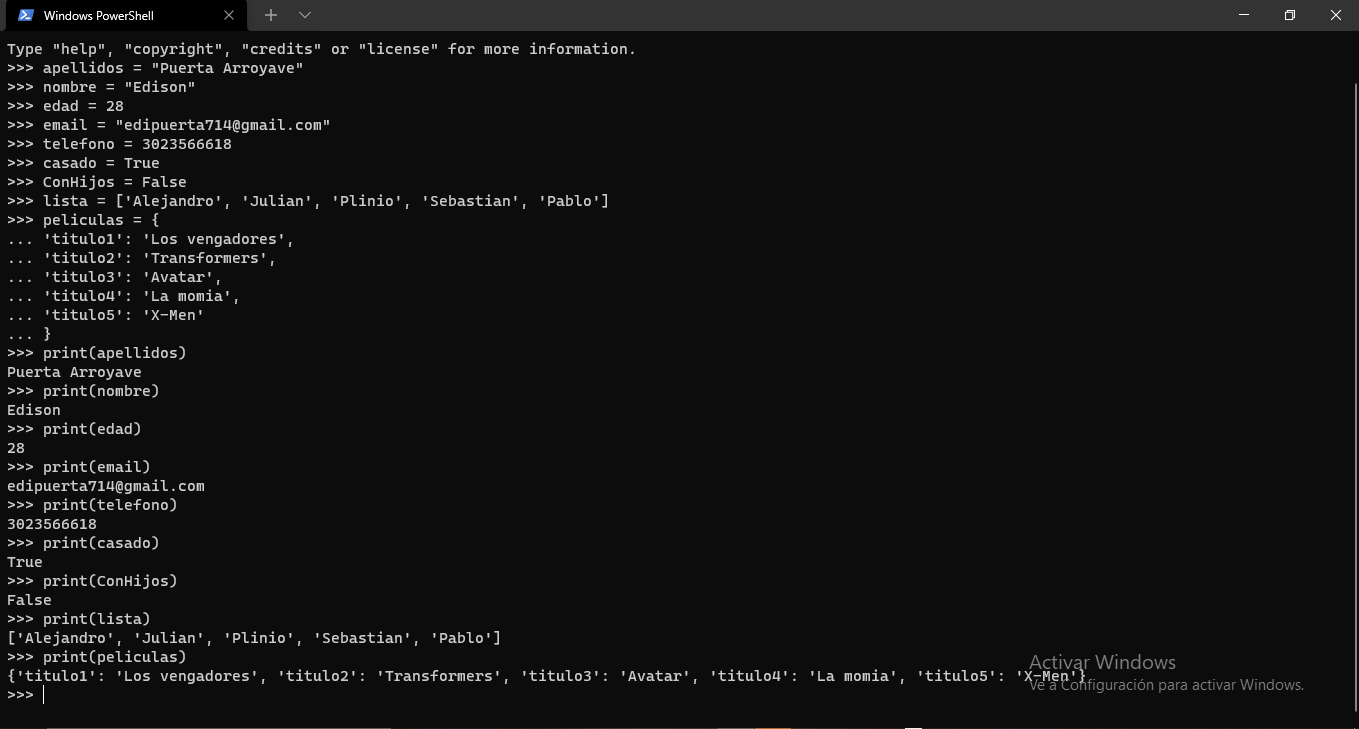 Windows PowerShell
Type "help", "copyright", "credits" or "license" for more information.
>>> apellidos = "Puerta Arroyave"
>>> nombre = "Edison"
>>> edad = 28
>>> email = "edipuerta714@gmail.com"
>>> telefono = 3023566618
>>> casado = True
>>> ConHijos = False
>>> lista = ['Alejandro', 'Julian', 'Plinio', 'Sebastian', 'Pablo']
>>> peliculas = {
... 'titulo1': 'Los vengadores',
... 'titulo2': 'Transformers',
... 'titulo3': 'Avatar',
... 'titulo4': 'La momia',
... 'titulo5': 'X-Men'
... }
>>> print(apellidos)
Puerta Arroyave
>>> print(nombre)
Edison
>>> print(edad)
28
>>> print(email)
edipuerta714@gmail.com
>>> print(telefono)
3023566618
>>> print(casado)
True
>>> print(ConHijos)
False
>>> print(lista)
['Alejandro', 'Julian', 'Plinio', 'Sebastian', 'Pablo']
>>> print(peliculas)
{'titulo1': 'Los vengadores', 'titulo2': 'Transformers', 'titulo3': 'Avatar', 'titulo4': 'La momia', 'titulo5': 'X-Men'}
>>>
Activar Windows
Ve a Configuración para activar Windows.